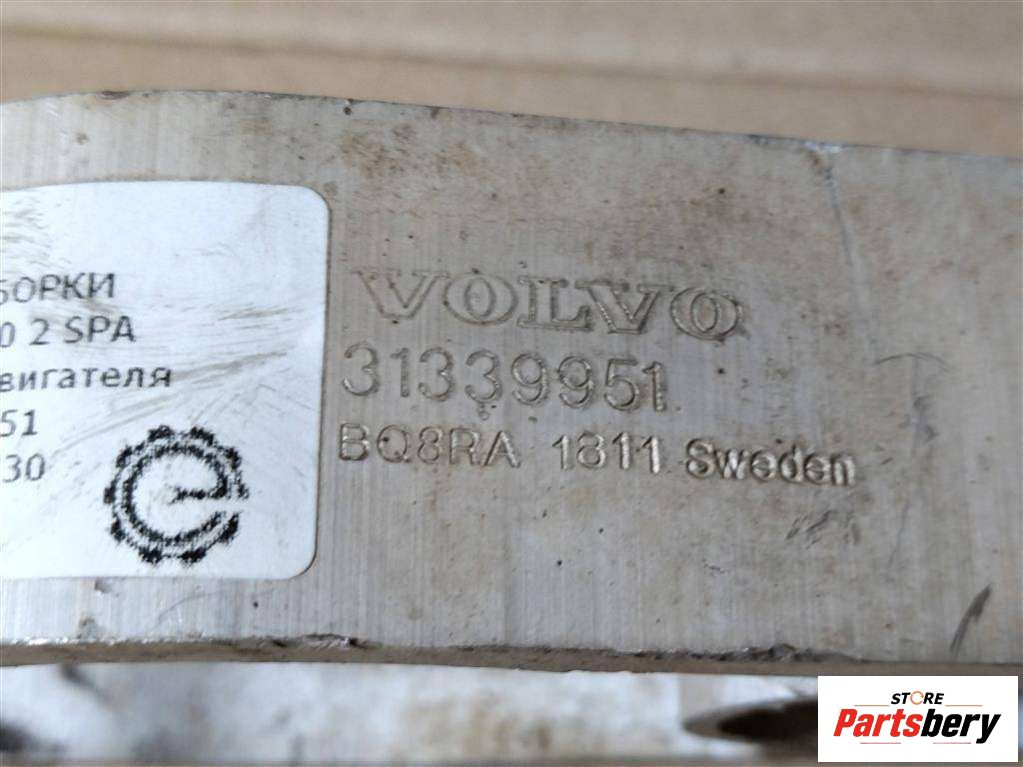 БОРКИ
0 2 SPA
вигателя
51
30
VOLVO
31339951
BQ8RA 1811 Sweden
STORE
Partsbery